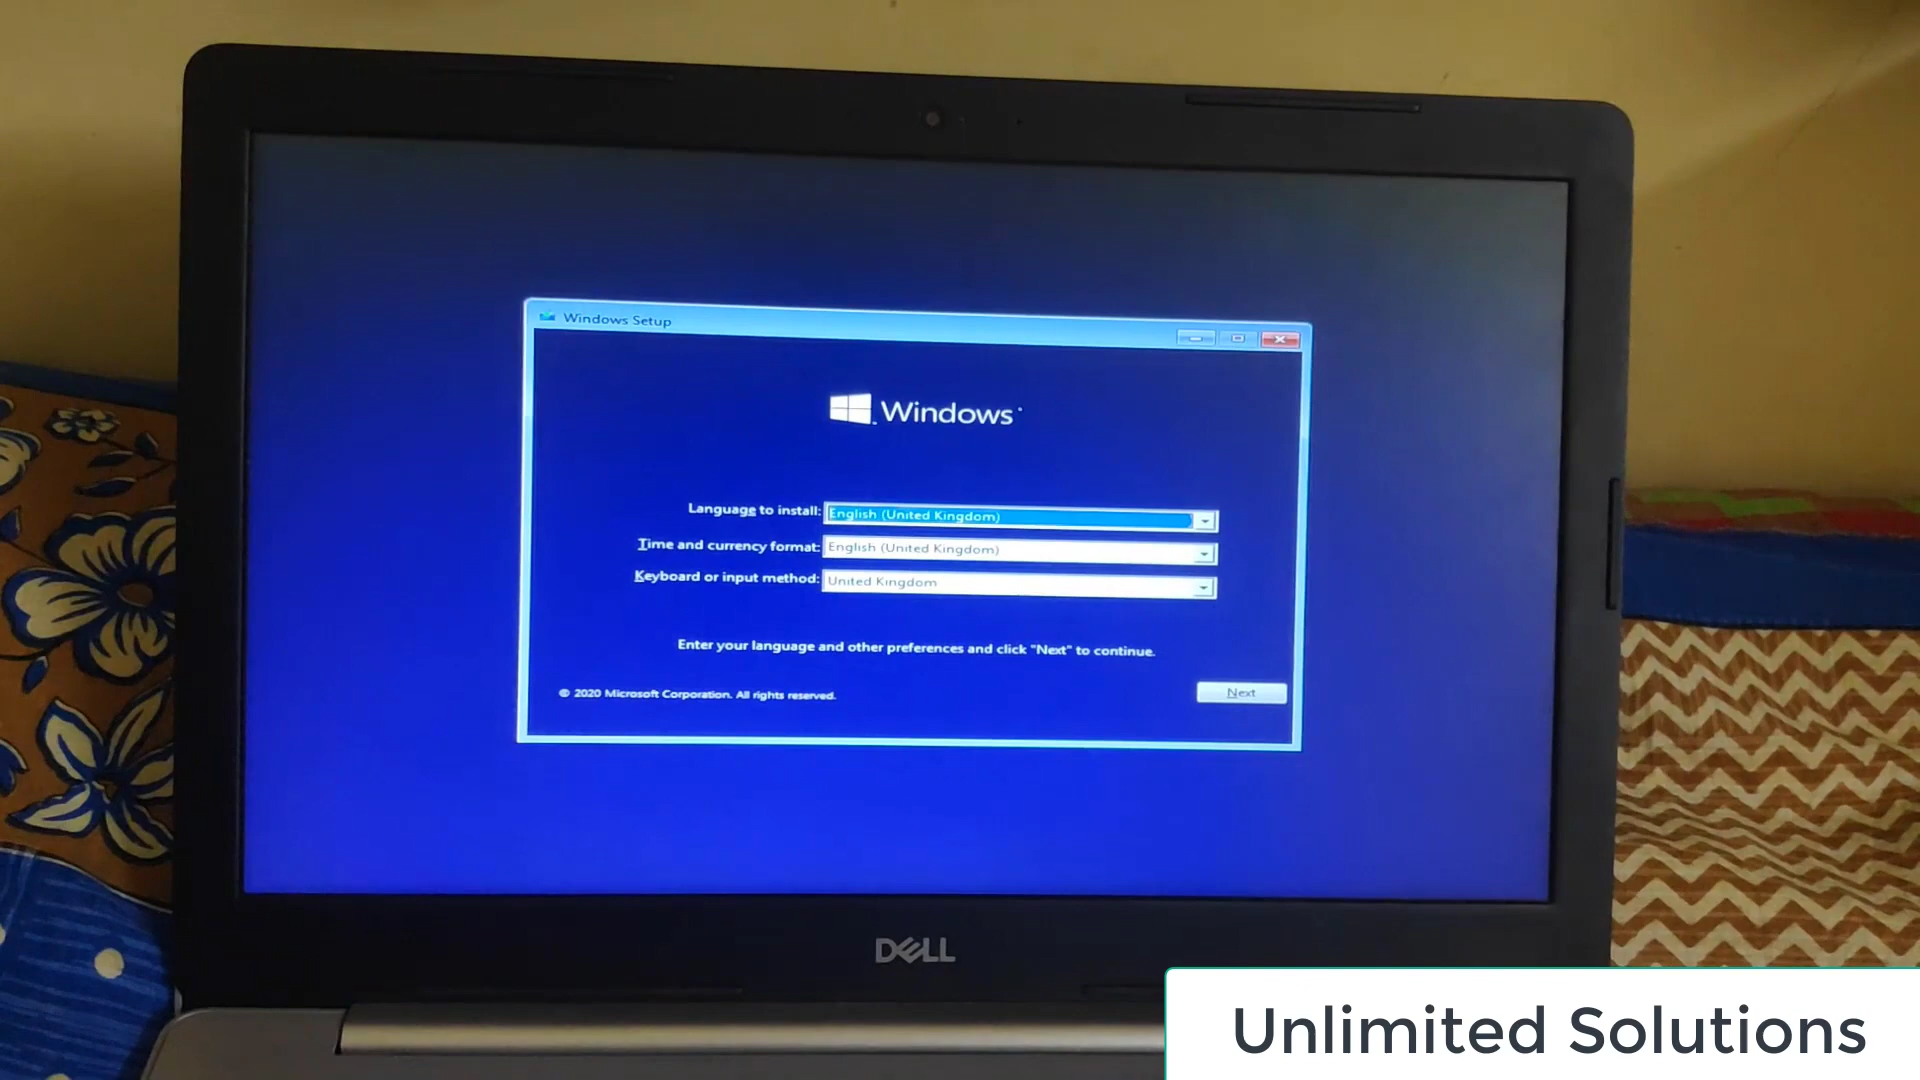 Windows Setup
Windows
Language to install: English (United Kingdom)
Time and currency format: English (United Kingdom)
Keyboard or input method: United Kingdom
Enter your language and other preferences and click "Next" to continue.
© 2020 Microsoft Corporation. All rights reserved.
Next
DELL
Unlimited Solutions